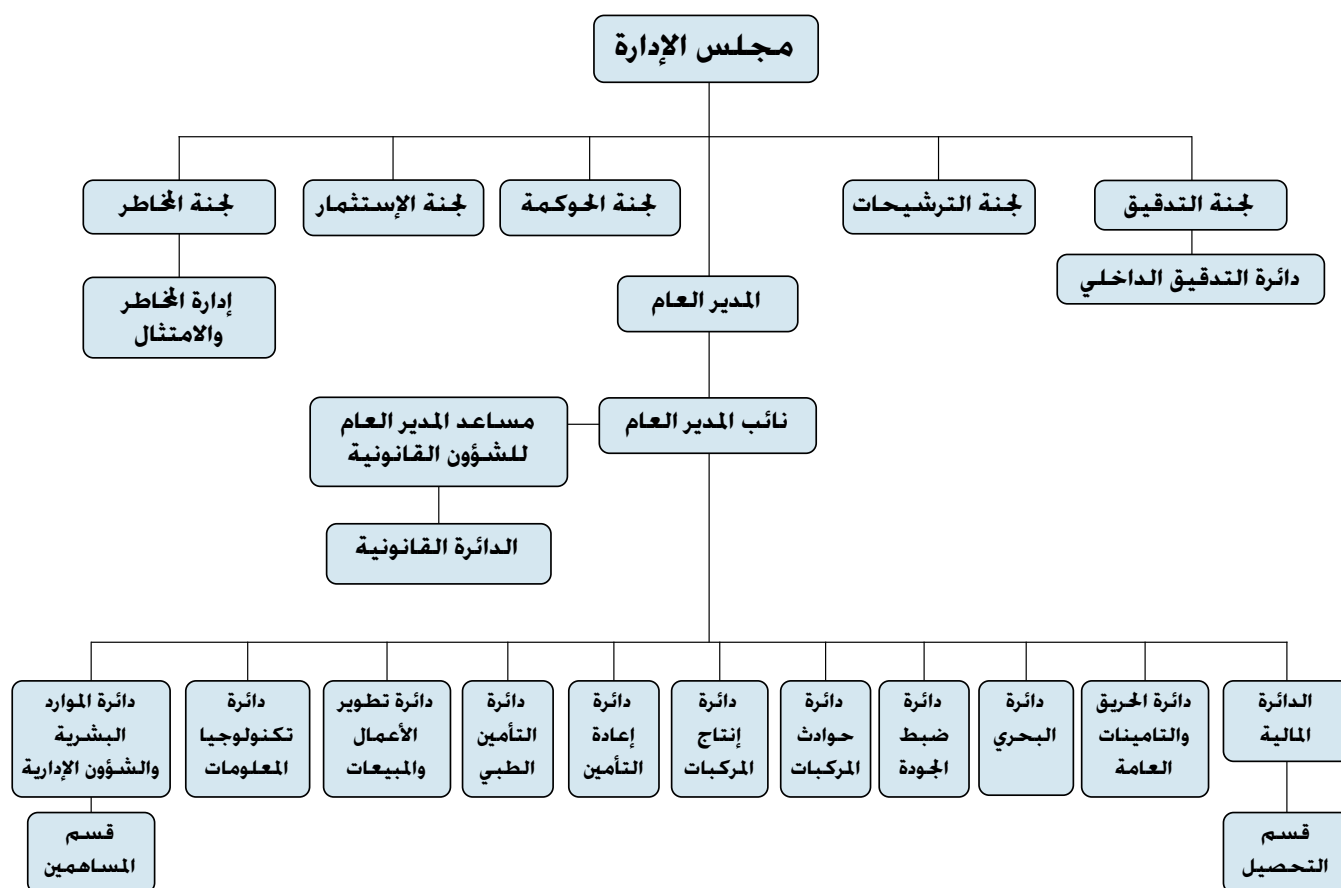 مجلس الإدارة
لجنة التدقيق
لجنة الترشيحات
لجنة الحوكمة
لجنة الإستثمار
لجنة المخاطر
دائرة التدقيق الداخلي
إدارة المخاطر
والامتثال
المدير العام
نائب المدير العام
مساعد المدير العام
للشؤون القانونية
الدائرة القانونية
الدائرة
المالية
دائرة الحريق
والتامينات
العامة
دائرة
البحري
دائرة
ضبط
الجودة
دائرة
حوادث
المركبات
دائرة
إنتاج
المركبات
دائرة
إعادة
التأمين
دائرة
التأمين
الطبي
دائرة تطوير
الأعمال
والمبيعات
دائرة
تكنولوجيا
المعلومات
دائرة الموارد
البشرية
والشؤون الإدارية
قسم
التحصيل
قسم
المساهمين